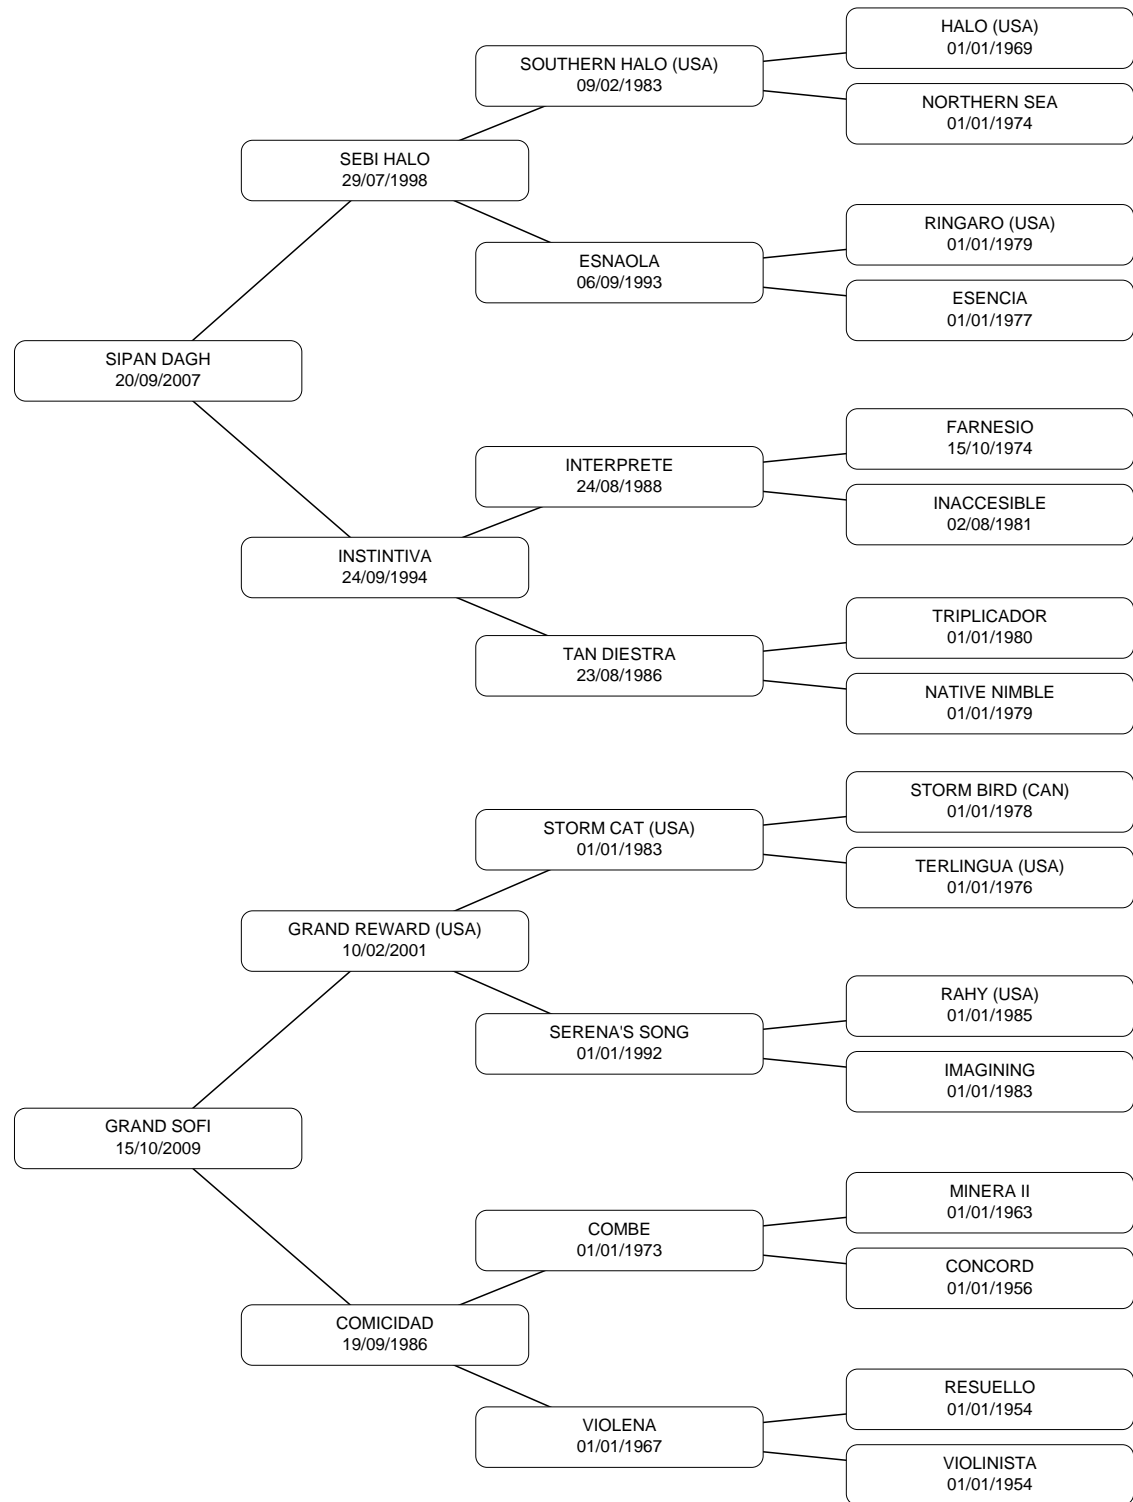 HALO (USA)
01/01/1969
SOUTHERN HALO (USA)
09/02/1983
NORTHERN SEA
01/01/1974
SEBI HALO
29/07/1998
RINGARO (USA)
01/01/1979
ESNAOLA
06/09/1993
ESENCIA
01/01/1977
SIPAN DAGH
20/09/2007
FARNESIO
15/10/1974
INTERPRETE
24/08/1988
INACCESIBLE
02/08/1981
INSTINTIVA
24/09/1994
TRIPLICADOR
01/01/1980
TAN DIESTRA
23/08/1986
NATIVE NIMBLE
01/01/1979
STORM BIRD (CAN)
01/01/1978
STORM CAT (USA)
01/01/1983
TERLINGUA (USA)
01/01/1976
GRAND REWARD (USA)
10/02/2001
RAHY (USA)
01/01/1985
SERENA'S SONG
01/01/1992
IMAGINING
01/01/1983
GRAND SOFI
15/10/2009
MINERA II
01/01/1963
COMBE
01/01/1973
CONCORD
01/01/1956
COMICIDAD
19/09/1986
RESUELLO
01/01/1954
VIOLENA
01/01/1967
VIOLINISTA
01/01/1954